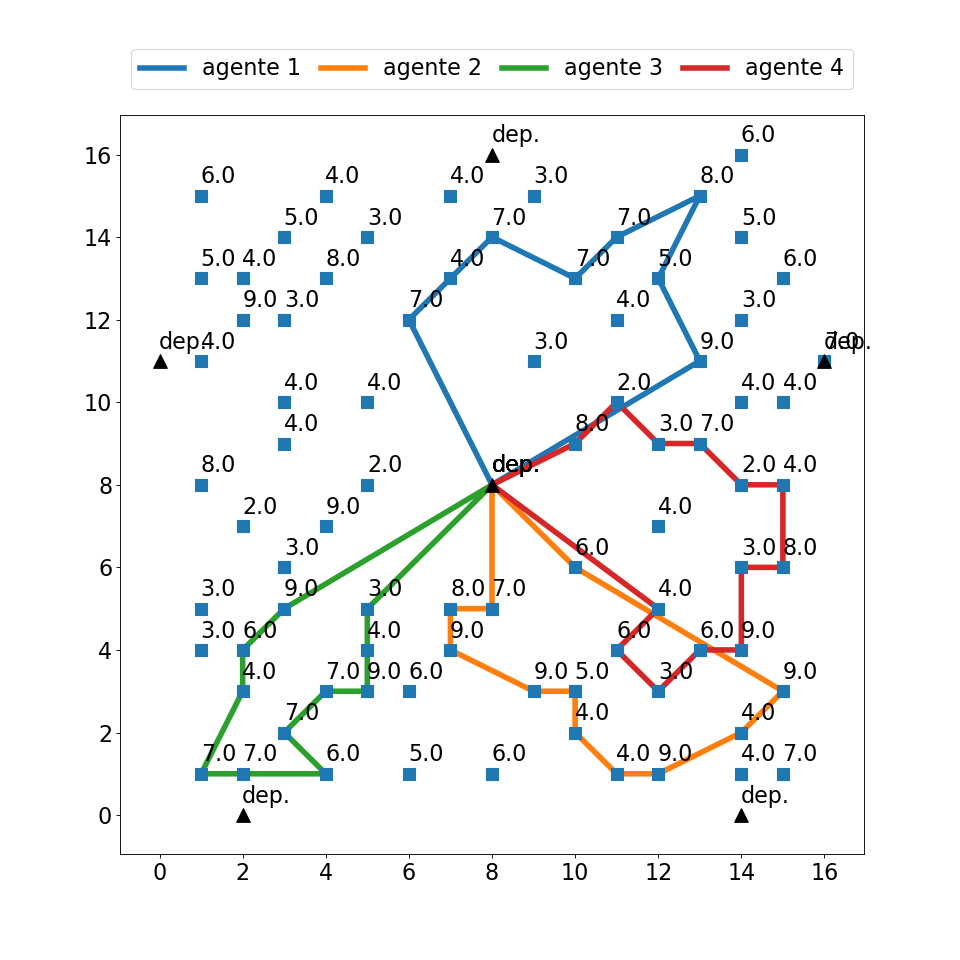 agente 1 agente 2 agente 3 agente 4
dep. 6.0
16
6.0 4.0 4.0 3.0 8.0
5.0 3.0 7.0 7.0 5.0
14
5.0 4.0 8.0 4.0 7.0 5.0 6.0
9.0 3.0 7.0 4.0 3.0
12
dep. 4.0 3.0 9.0 7.0 dep.
4.0 4.0 2.0 4.0 4.0
10
4.0 8.0 3.0 7.0
8.0 2.0 dep. 2.0 4.0
8
2.0 9.0 4.0
3.0 6.0 3.0 8.0
6
3.0 9.0 3.0 8.0 7.0 4.0
3.0 6.0 4.0 9.0 6.0 6.0 9.0
4
4.0 7.0 9.0 6.0 9.0 5.0 3.0 9.0
7.0 4.0 4.0
2
7.0 7.0 6.0 5.0 6.0 4.0 9.0 4.0 7.0
dep. dep.
0
0 2 4 6 8 10 12 14 16